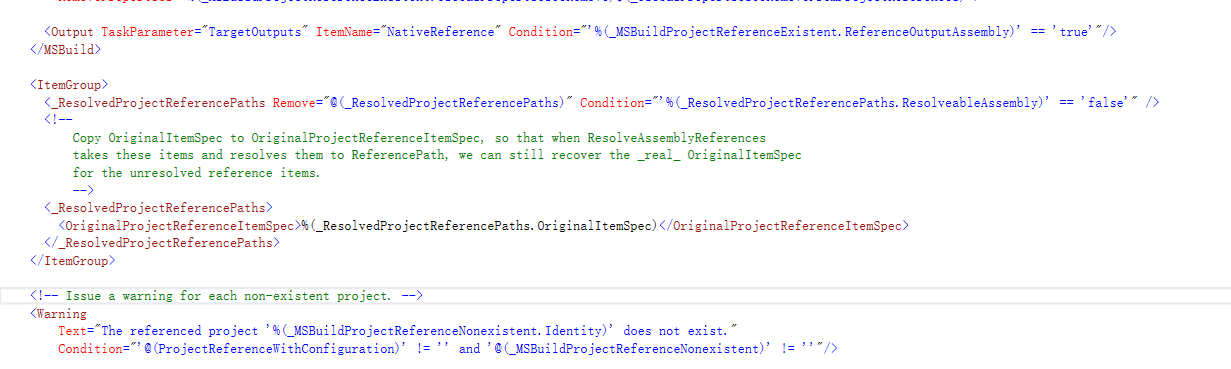 <Output TaskParameter="TargetOutputs" ItemName="NativeReference" Condition="'%(_MSBuildProjectReferenceExistent.ReferenceOutputAssembly)' == 'true'"/>
</MSBuild>
<ItemGroup>
<_ResolvedProjectReferencePaths Remove="@(_ResolvedProjectReferencePaths)" Condition="'%(_ResolvedProjectReferencePaths.ResolveableAssembly)' == 'false'" />
<!--
Copy OriginalItemSpec to OriginalProjectReferenceItemSpec, so that when ResolveAssemblyReferences
takes these items and resolves them to ReferencePath, we can still recover the _real_ OriginalItemSpec
for the unresolved reference items.
-->
<_ResolvedProjectReferencePaths>
<OriginalProjectReferenceItemSpec>%(_ResolvedProjectReferencePaths.OriginalItemSpec)</OriginalProjectReferenceItemSpec>
</_ResolvedProjectReferencePaths>
</ItemGroup>
<!-- Issue a warning for each non-existent project. -->
<Warning
Text="The referenced project '%(_MSBuildProjectReferenceNonexistent.Identity)' does not exist."
Condition="'@(ProjectReferenceWithConfiguration)' != '' and '@(_MSBuildProjectReferenceNonexistent)' != ''"/>